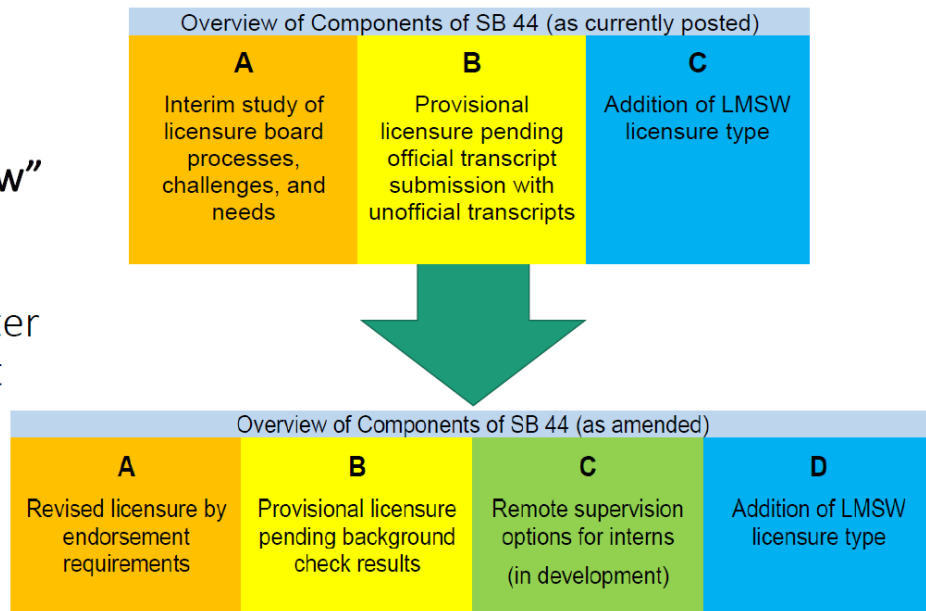 Overview of Components of SB 44 (as currently posted)
A
Interim study of
licensure board
processes,
challenges, and
needs
B
Provisional
licensure pending
official transcript
submission with
unofficial transcripts
C
Addition of LMSW
licensure type
w”
ter
t
Overview of Components of SB 44 (as amended)
A
Revised licensure by
endorsement
requirements
B
Provisional licensure
pending background
check results
C
Remote supervision
options for interns
(in development)
D
Addition of LMSW
licensure type